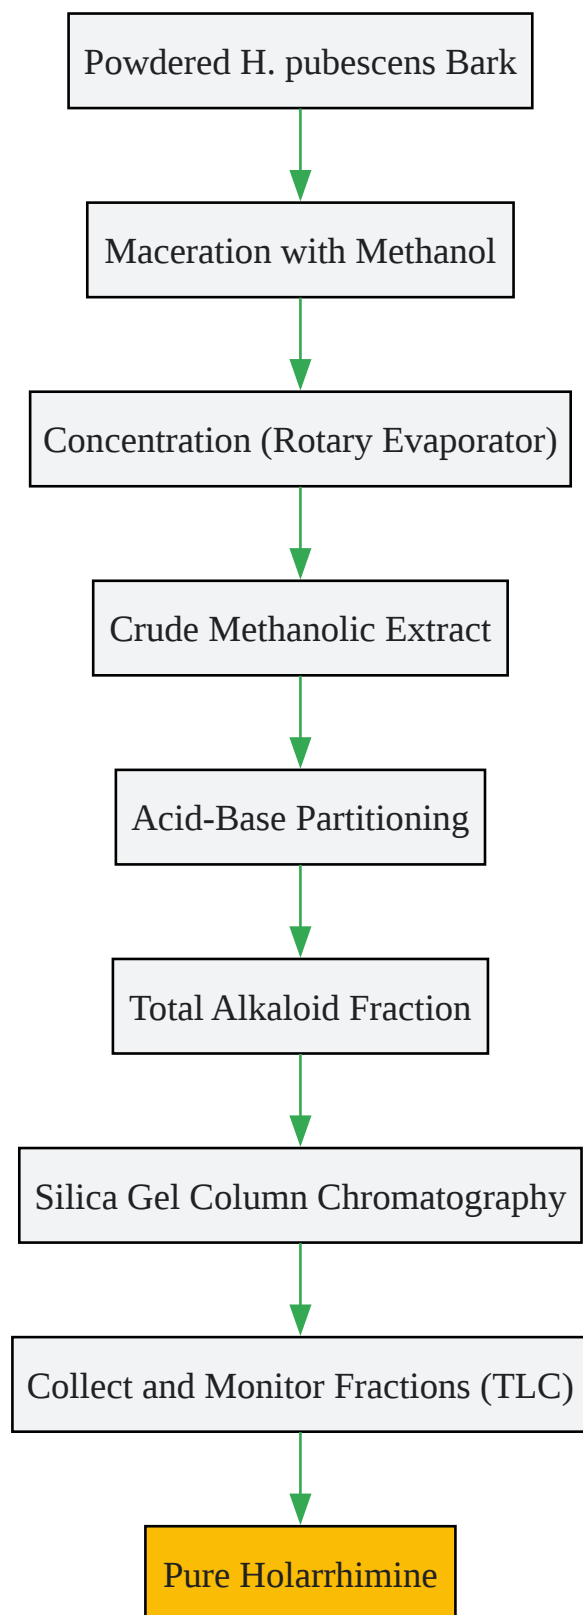 Powdered H. pubescens Bark
Maceration with Methanol
Concentration (Rotary Evaporator)
Crude Methanolic Extract
Acid-Base Partitioning
Total Alkaloid Fraction
Silica Gel Column Chromatography
Collect and Monitor Fractions (TLC)
Pure Holarrhimine